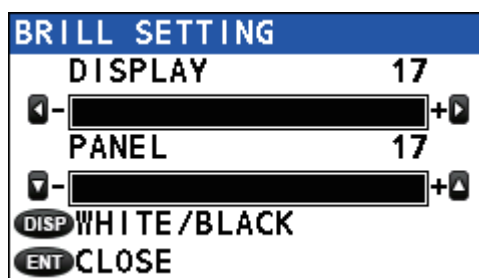 BRILL SETTING
DISPLAY 17
- +
PANEL 17
- +
DISP WHITE/BLACK
ENT CLOSE